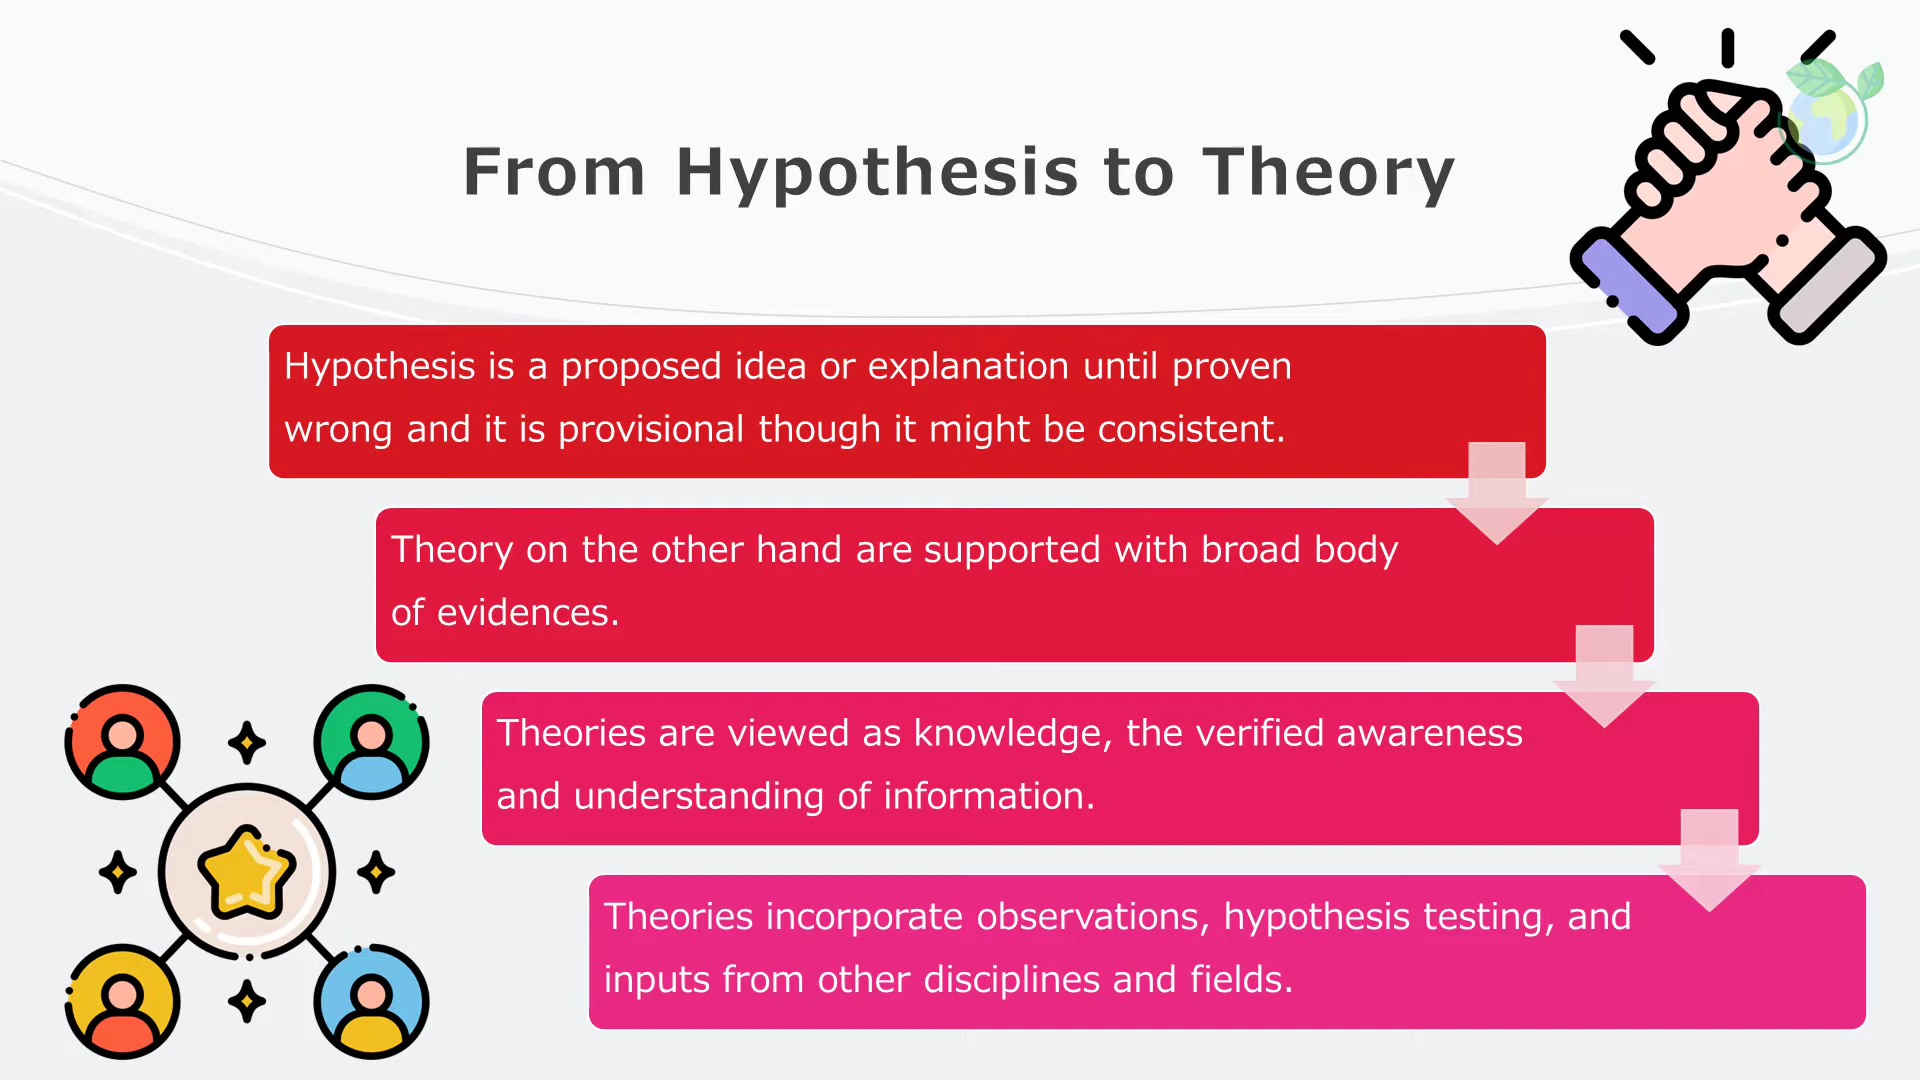 From Hypothesis to Theory
Hypothesis is a proposed idea or explanation until proven
wrong and it is provisional though it might be consistent.
Theory on the other hand are supported with broad body
of evidences.
Theories are viewed as knowledge, the verified awareness
and understanding of information.
Theories incorporate observations, hypothesis testing, and
inputs from other disciplines and fields.